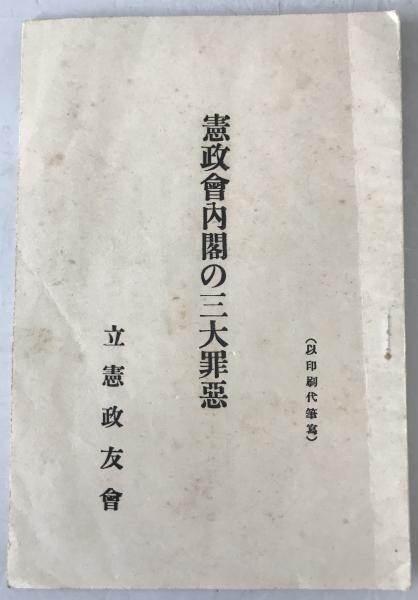 （以印刷代筆寫）
憲政會內閣の三大罪惡
立憲政友會